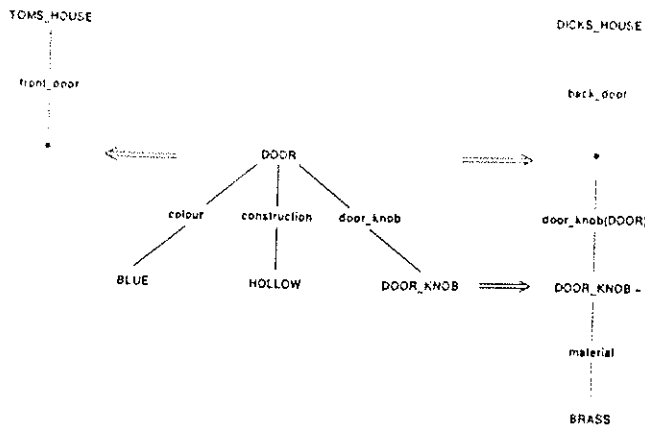 TOMS_HOUSE
DICKS_HOUSE
front_door
back_door
DOOR
colour
construction
door_knob
door_knob(DOOR)
BLUE
HOLLOW
DOOR_KNOB
DOOR_KNOB -
material
BRASS